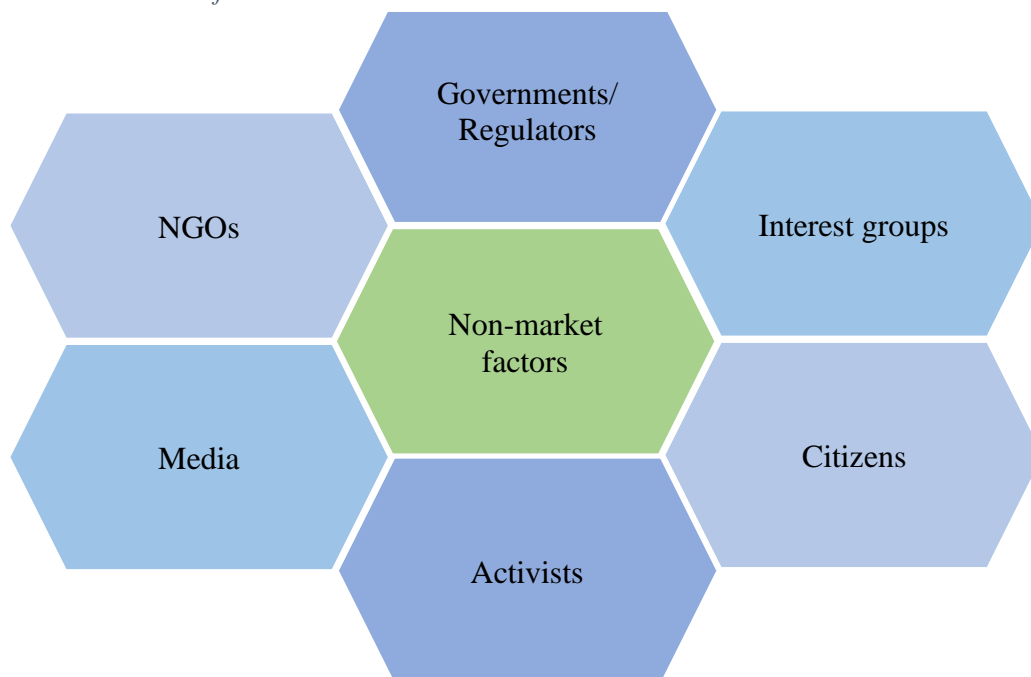 Governments/
Regulators
NGOs
Interest groups
Non-market
factors
Media
Citizens
Activists